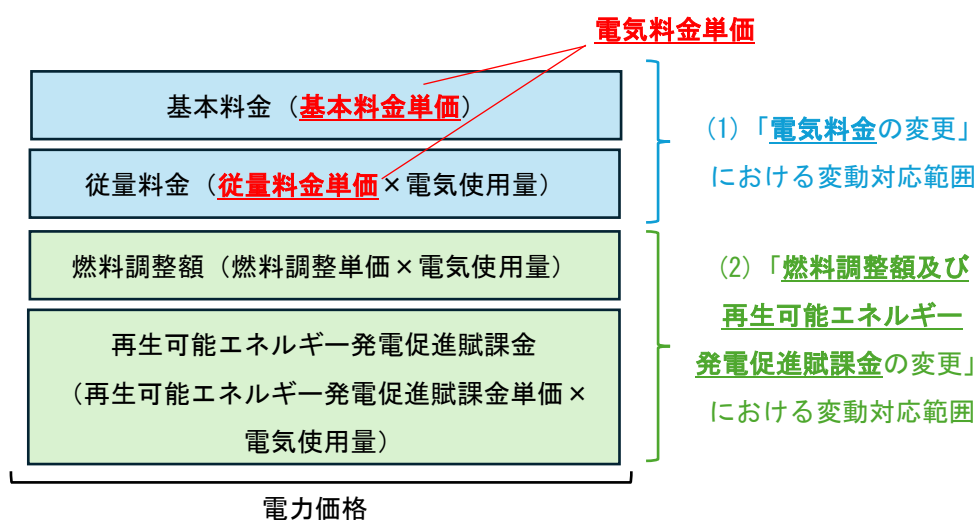 電気料金単価
基本料金（基本料金単価）
従量料金（従量料金単価×電気使用量）
(1)「電気料金の変更」
における変動対応範囲
燃料調整額（燃料調整単価×電気使用量）
再生可能エネルギー発電促進賦課金
（再生可能エネルギー発電促進賦課金単価×
電気使用量）
(2)「燃料調整額及び
再生可能エネルギー
発電促進賦課金の変更」
における変動対応範囲
電力価格